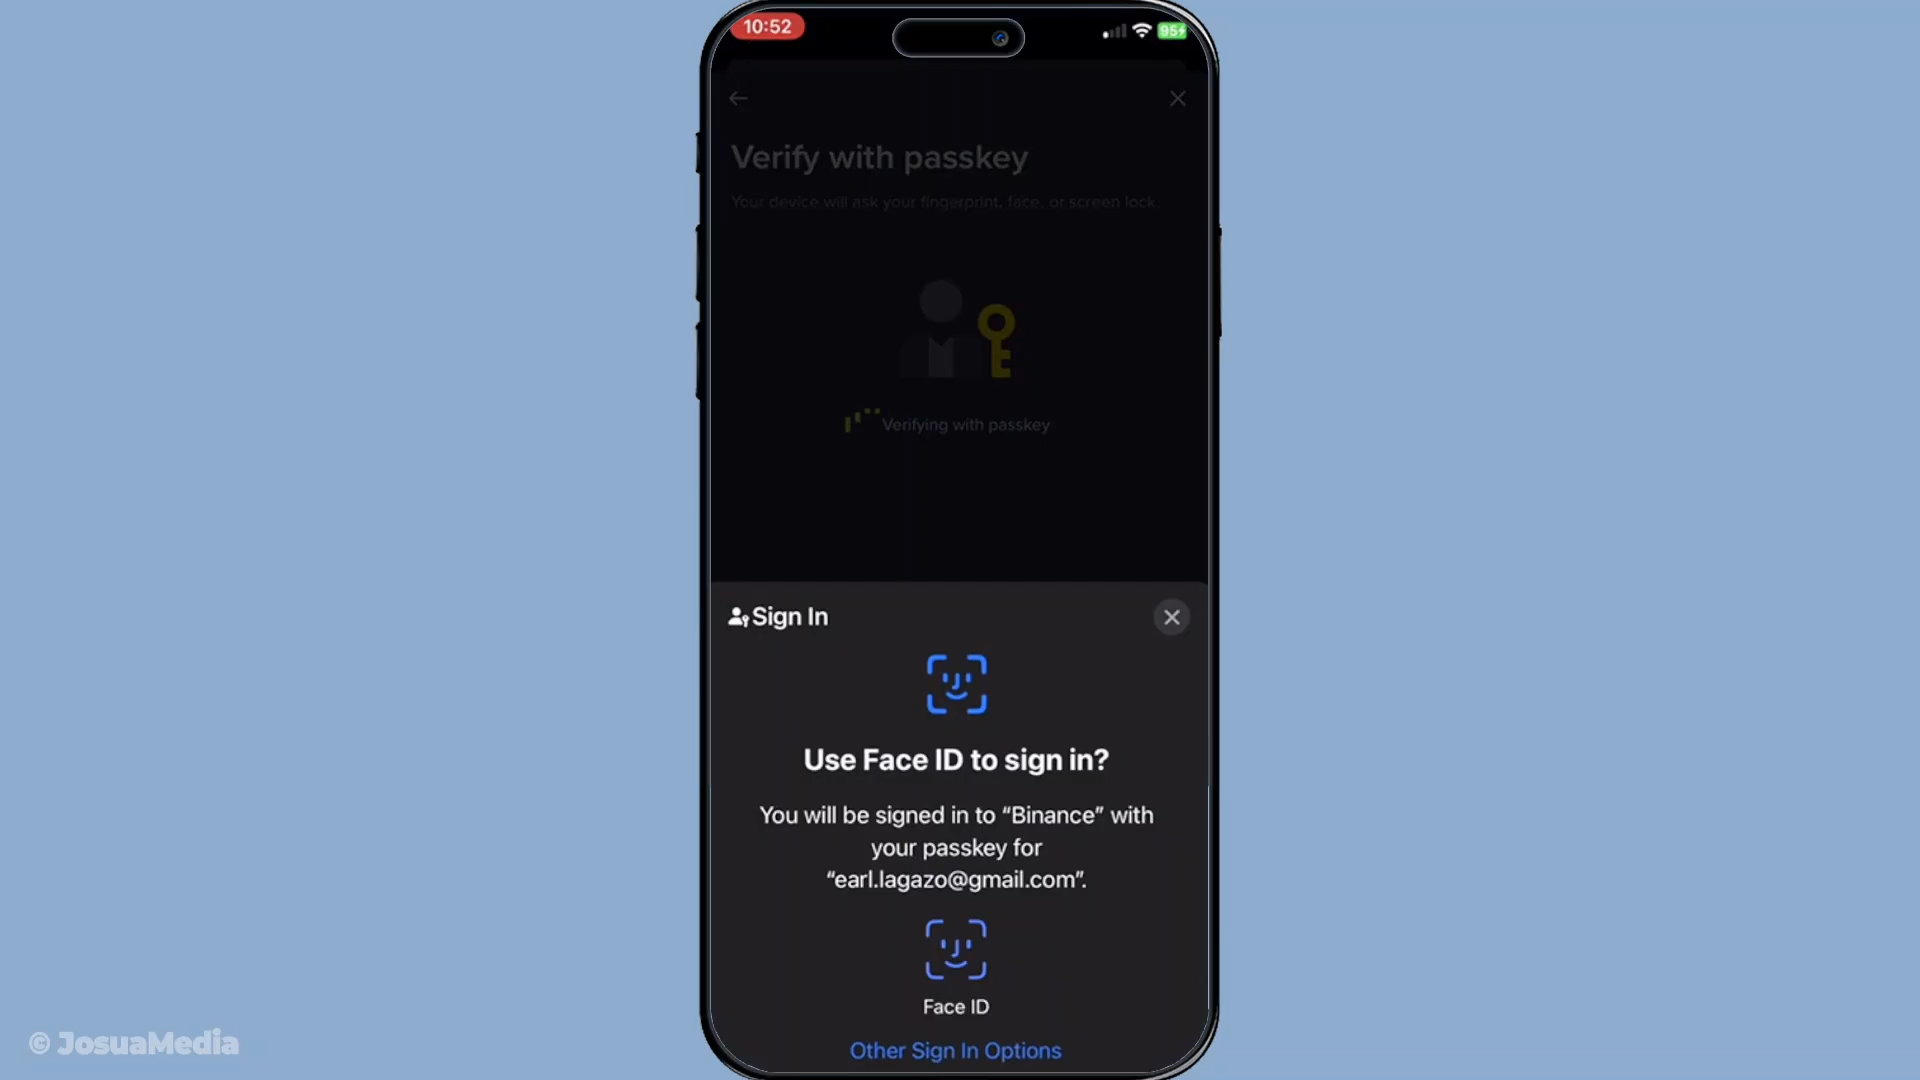 10:52
95
Verify with passkey
Your device will ask your fingerprint, face, or screen lock.
Verifying with passkey
Sign In
Use Face ID to sign in?
You will be signed in to “Binance” with
your passkey for
“earl.lagazo@gmail.com”.
Face ID
Other Sign In Options
© JosuaMedia